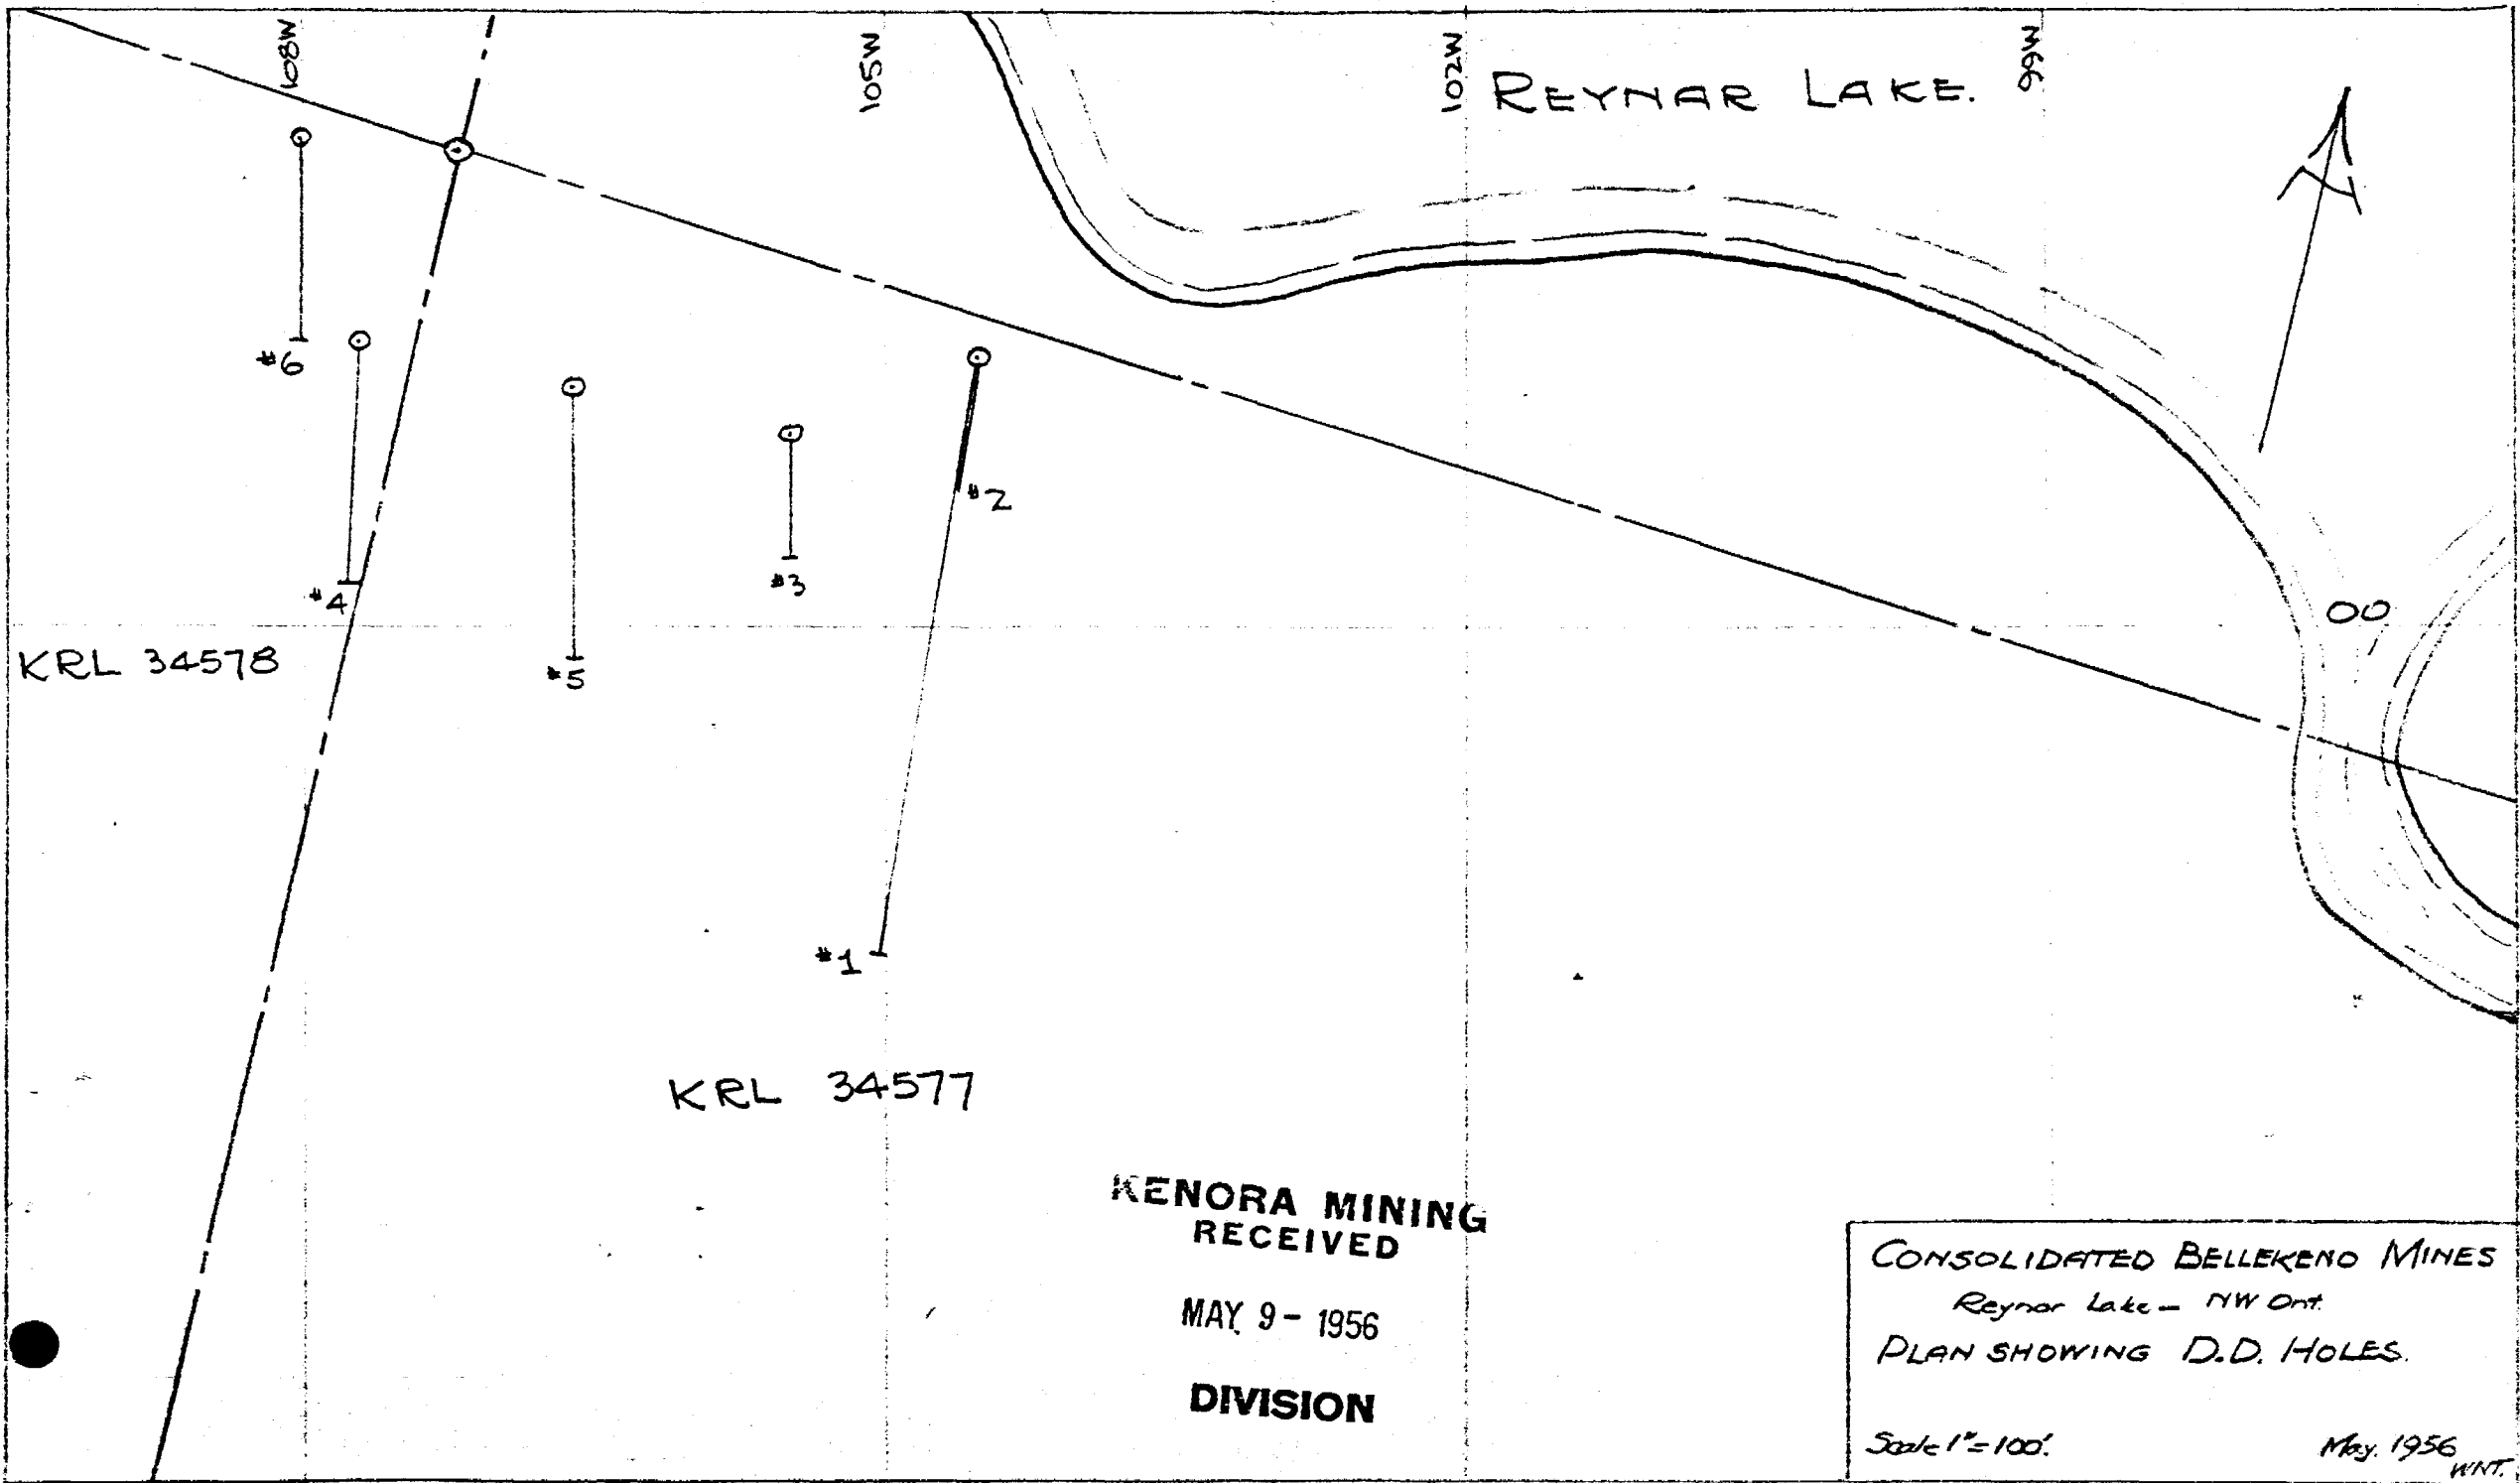 108W
105W
102W
99W
REYNAR LAKE.
#6
#4
#5
#3
#2
#1
00
KRL 34578
KRL 34577
KENORA MINING
RECEIVED
MAY 9 - 1956
DIVISION
CONSOLIDATED BELLEKENO MINES
Reynar Lake - NW Ont.
PLAN SHOWING D.D. HOLES.
Scale 1"=100'.
May. 1956
WNT.